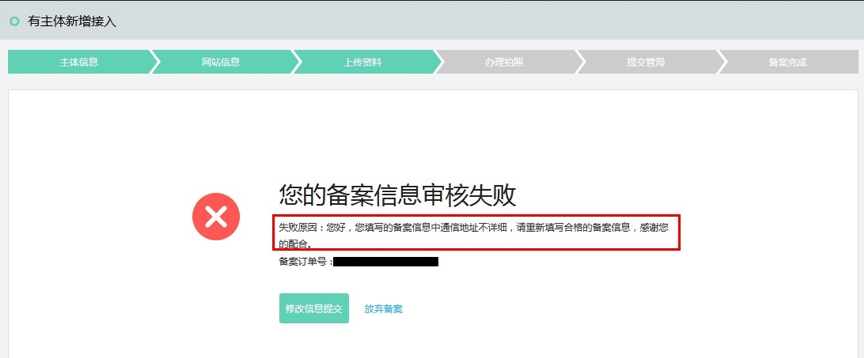 有主体新增接入
主体信息
网站信息
上传资料
办理拍照
提交管局
备案完成
您的备案信息审核失败
失败原因：您好，您填写的备案信息中通信地址不详细，请重新填写合格的备案信息，感谢您
的配合。
备案订单号：
修改信息提交
放弃备案